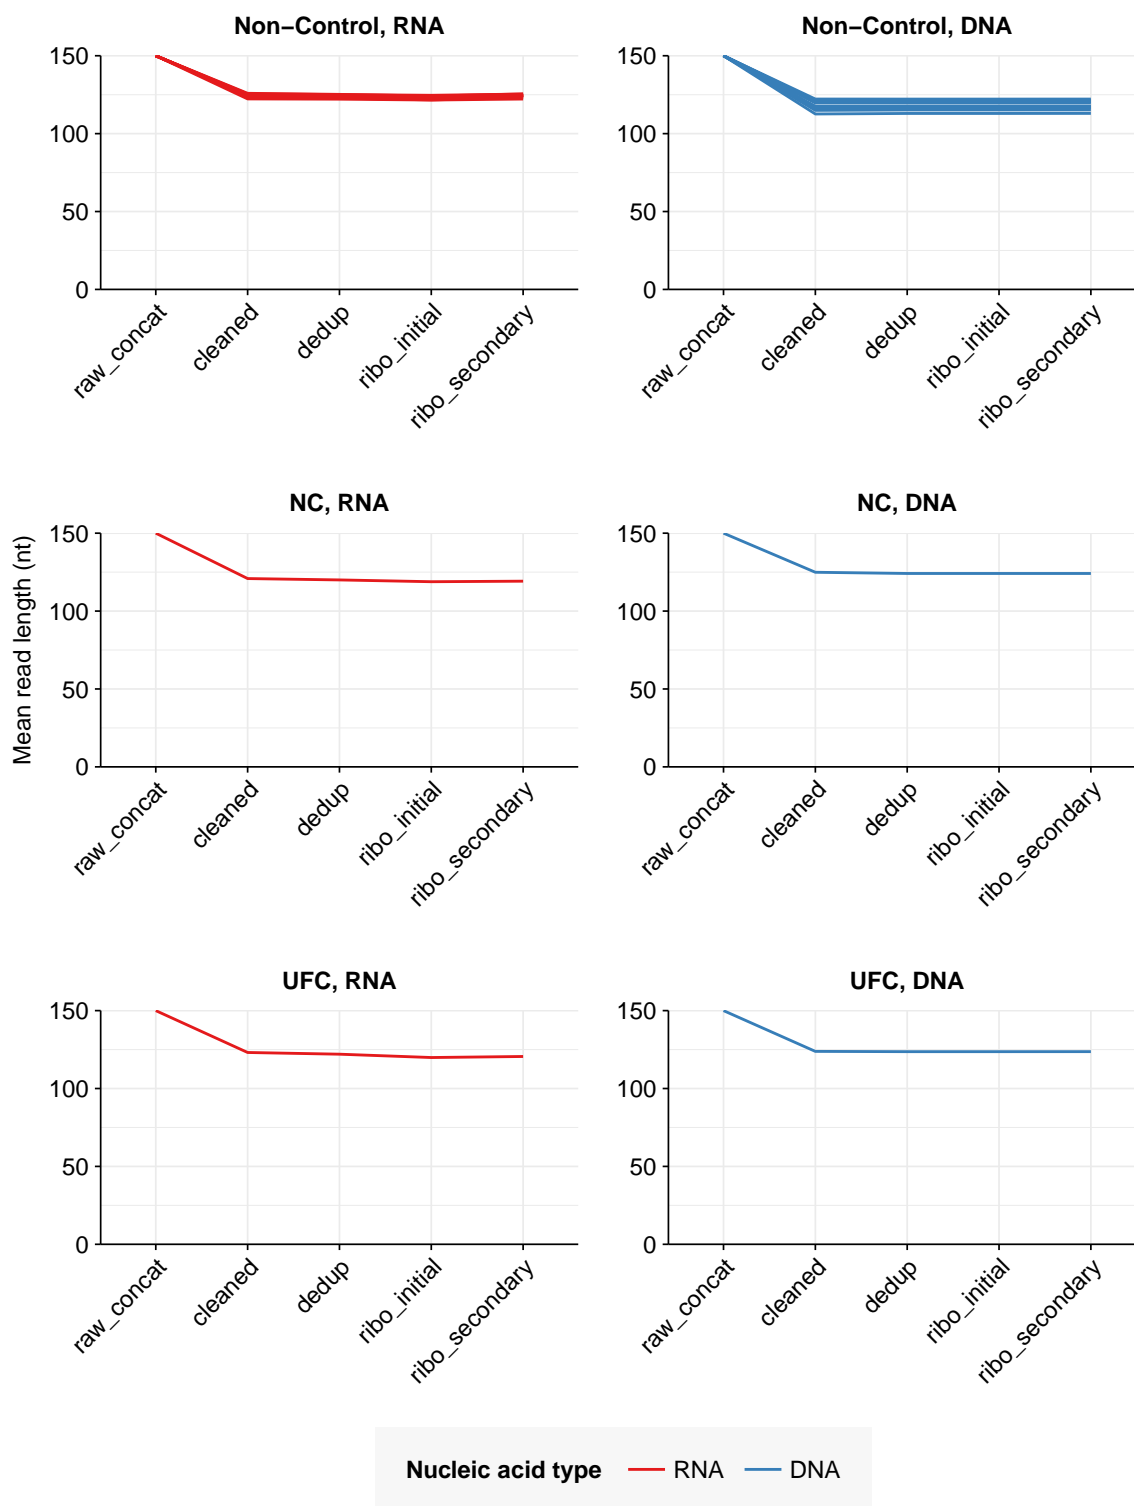 Non−Control, RNA
Non−Control, DNA
150
100
50
0
raw_concat
cleaned
dedup
ribo_initial
ribo_secondary
150
100
50
0
raw_concat
cleaned
dedup
ribo_initial
ribo_secondary
NC, RNA
NC, DNA
Mean read length (nt)
150
100
50
0
raw_concat
cleaned
dedup
ribo_initial
ribo_secondary
150
100
50
0
raw_concat
cleaned
dedup
ribo_initial
ribo_secondary
UFC, RNA
UFC, DNA
150
100
50
0
raw_concat
cleaned
dedup
ribo_initial
ribo_secondary
150
100
50
0
raw_concat
cleaned
dedup
ribo_initial
ribo_secondary
Nucleic acid type RNA DNA